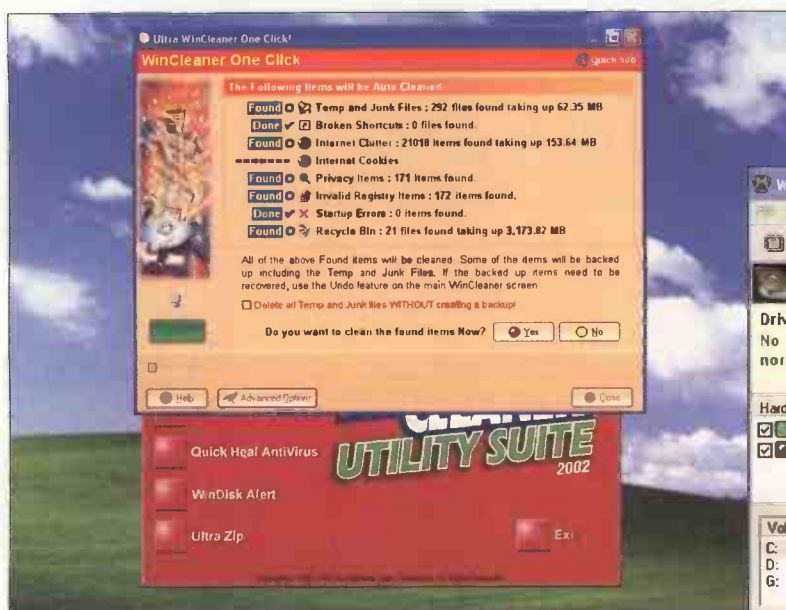 Ultra WinCleaner One Click!
WinCleaner One Click
Quick Info
The Following Items will be Auto Cleaned
Found Temp and Junk Files : 292 files found taking up 62.35 MB
Done Broken Shortcuts : 0 files found.
Found Internet Clutter : 21018 Items found taking up 153.64 MB
Internet Cookies
Found Privacy Items : 171 Items found.
Found Invalid Registry Items : 172 items found.
Done Startup Errors : 0 items found.
Found Recycle Bin : 21 files found taking up 3,173.82 MB
All of the above Found items will be cleaned. Some of the items will be backed
up including the Temp and Junk Files. If the backed up items need to be
recovered, use the Undo feature on the main WinCleaner screen
Delete all Temp and Junk files WITHOUT creating a backup!
Do you want to clean the found items Now? Yes No
Help Advanced Options Close
CLEANER
UTILITY SUITE
2002
Quick Heal AntiVirus
WinDisk Alert
Ultra Zip
Exi
W
Driv
No
nor
Hard
Vol
C:
D:
G: